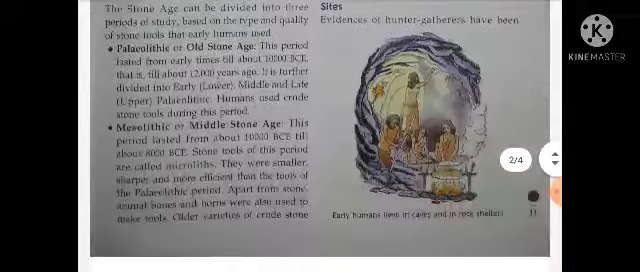 The Stone Age can be divided into three
periods of study, based on the type and quality
of stone tools that early humans used
♦ Palaeolithic or Old Stone Age: This period
lasted from early times till about 10000 BCE,
that is, till about 12,000 years ago. It is further
divided into Early (Lower), Middle and Late
(Upper) Palaeolithic. Humans used crude
stone tools during this period.
♦ Mesolithic or Middle Stone Age: This
period lasted from about 10000 BCE till
about 8000 BCE. Stone tools of this period
are called microliths. They were smaller,
sharper and more efficient than the tools of
the Palaeolithic period. Apart from stone,
animal bones and horns were also used to
make tools. Older varieties of crude stone
Sites
Evidences of hunter-gatherers have been
Early humans lived in caves and in rock shelters
11
2/4
KINEMASTER